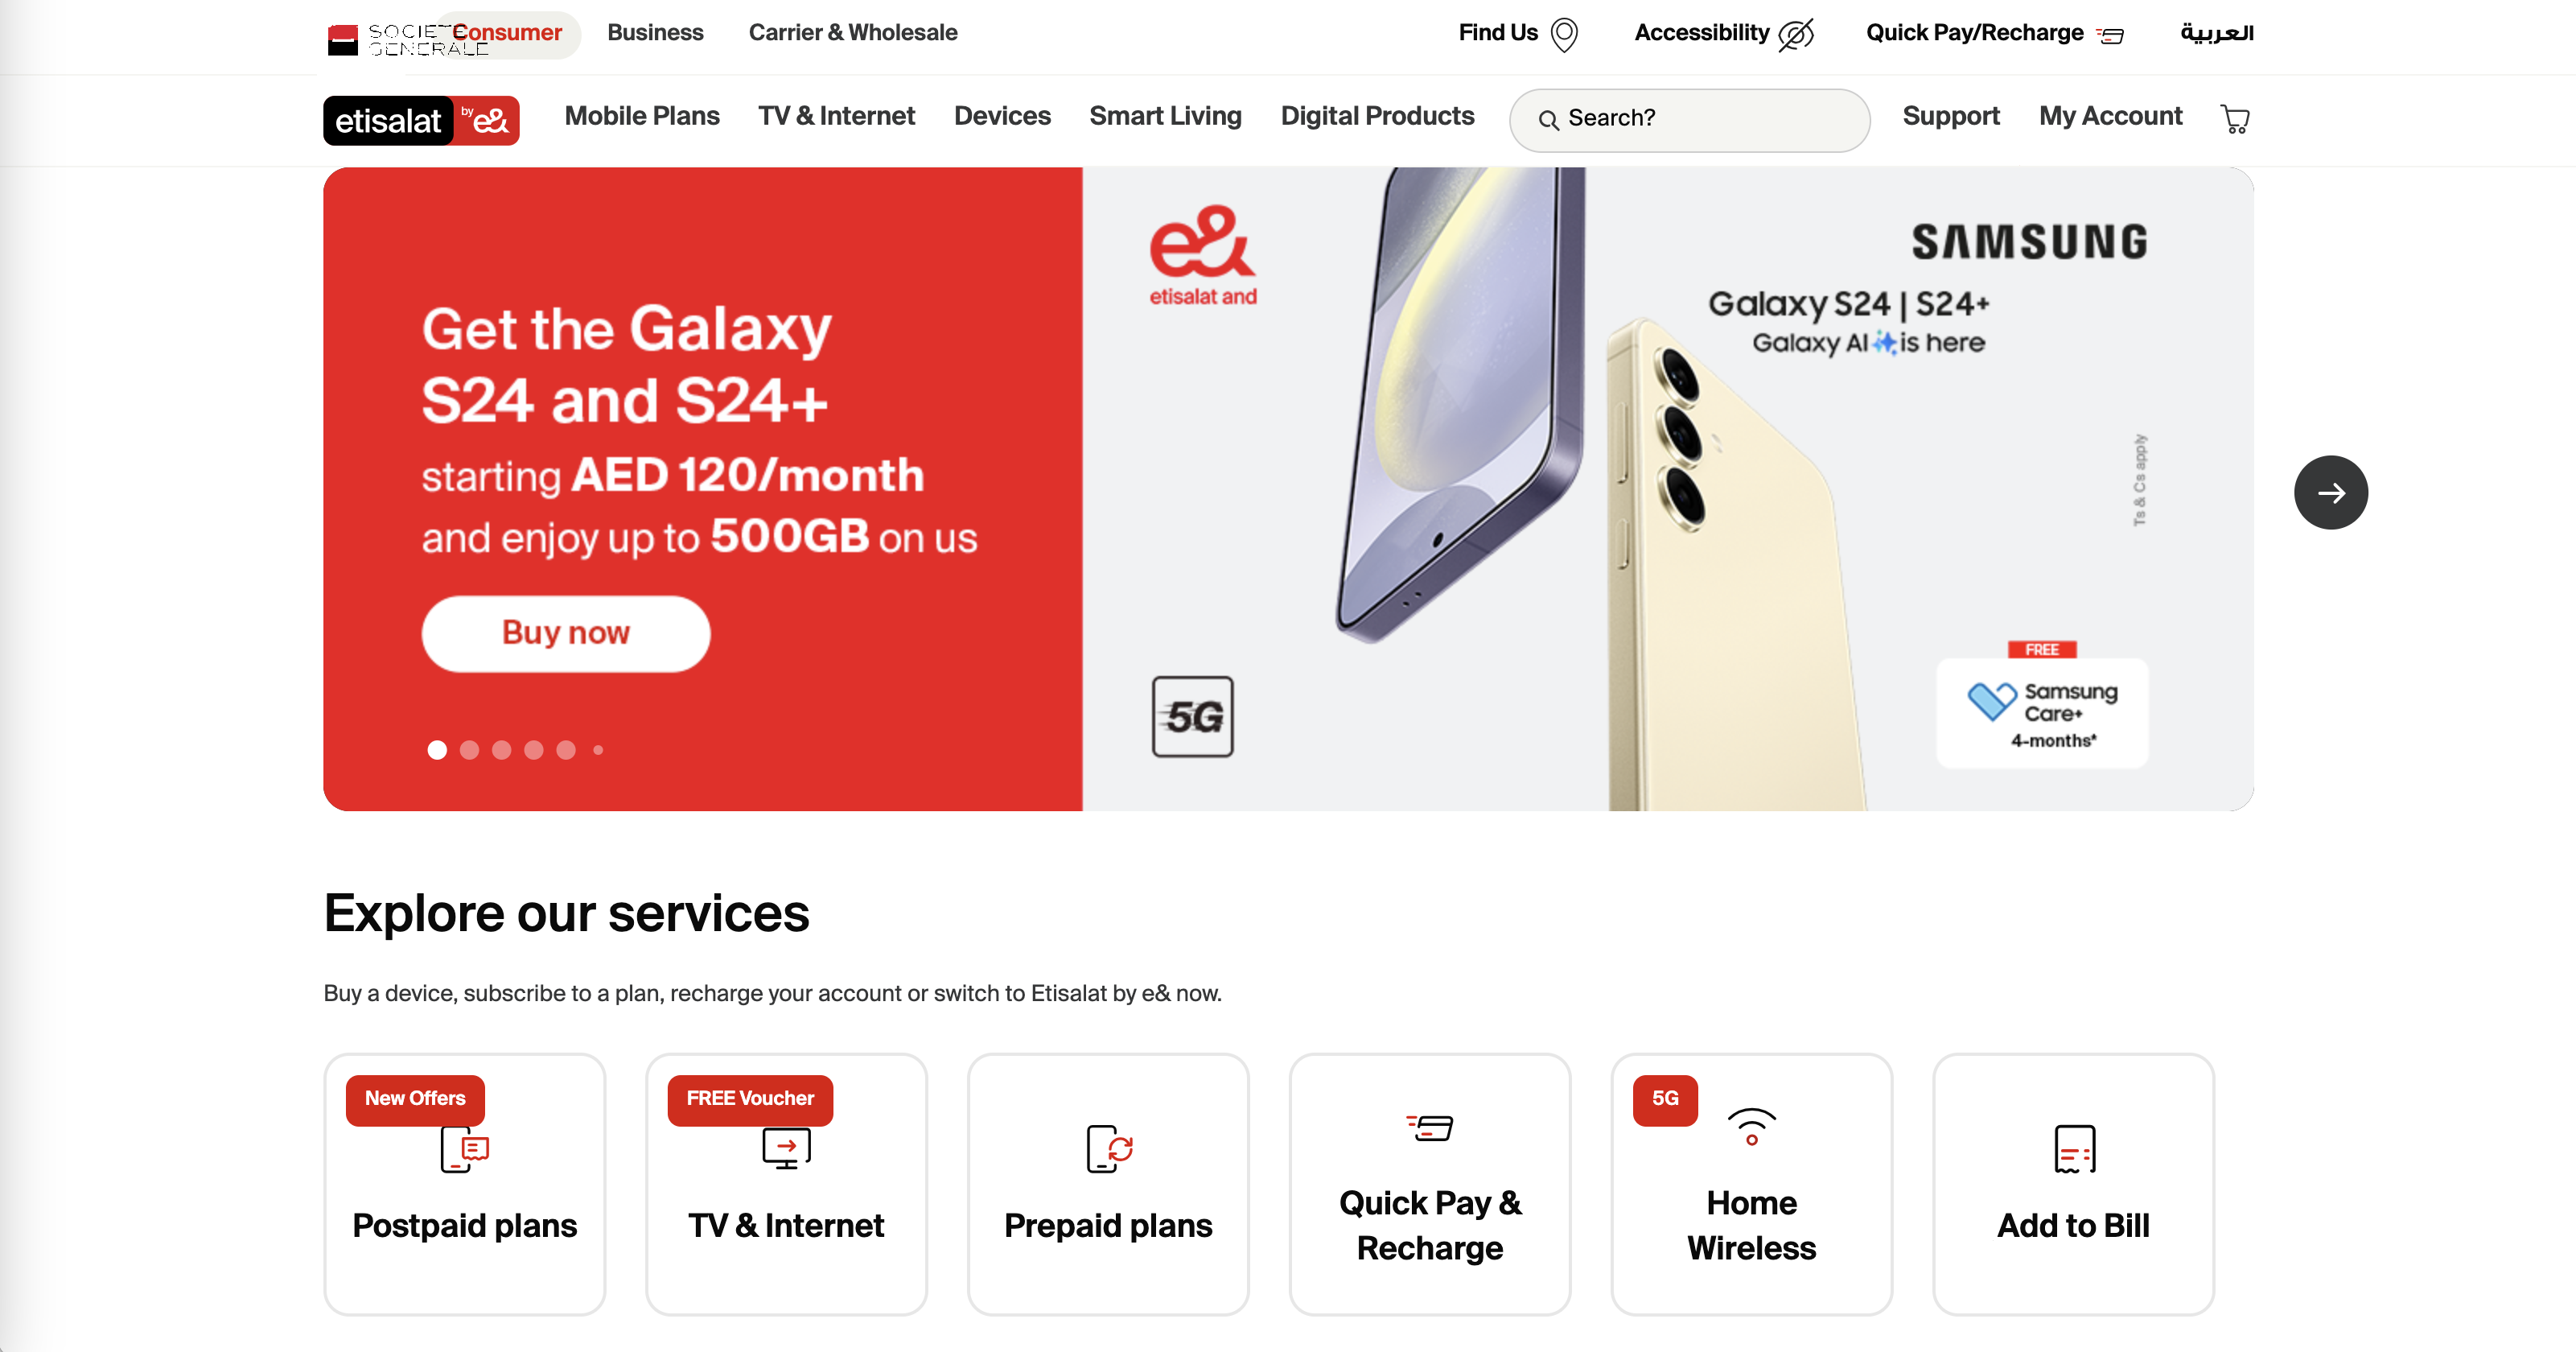 SOCIETE
GENERALE
Consumer
Business
Carrier & Wholesale
Find Us
Accessibility
Quick Pay/Recharge
العربية
etisalat by e&
Mobile Plans
TV & Internet
Devices
Smart Living
Digital Products
Search?
Support
My Account
Get the Galaxy
S24 and S24+
starting AED 120/month
and enjoy up to 500GB on us
Buy now
e&
etisalat and
5G
SAMSUNG
Galaxy S24 | S24+
Galaxy AI is here
Ts & Cs apply
FREE
Samsung
Care+
4-months*
Explore our services
Buy a device, subscribe to a plan, recharge your account or switch to Etisalat by e& now.
New Offers
Postpaid plans
FREE Voucher
TV & Internet
Prepaid plans
Quick Pay &
Recharge
5G
Home
Wireless
Add to Bill